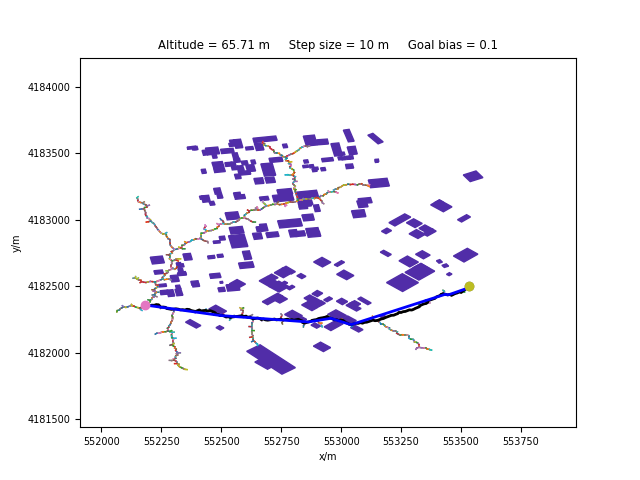 Altitude = 65.71 m     Step size = 10 m     Goal bias = 0.1
4184000
4183500
4183000
4182500
4182000
4181500
y/m
552000 552250 552500 552750 553000 553250 553500 553750
x/m